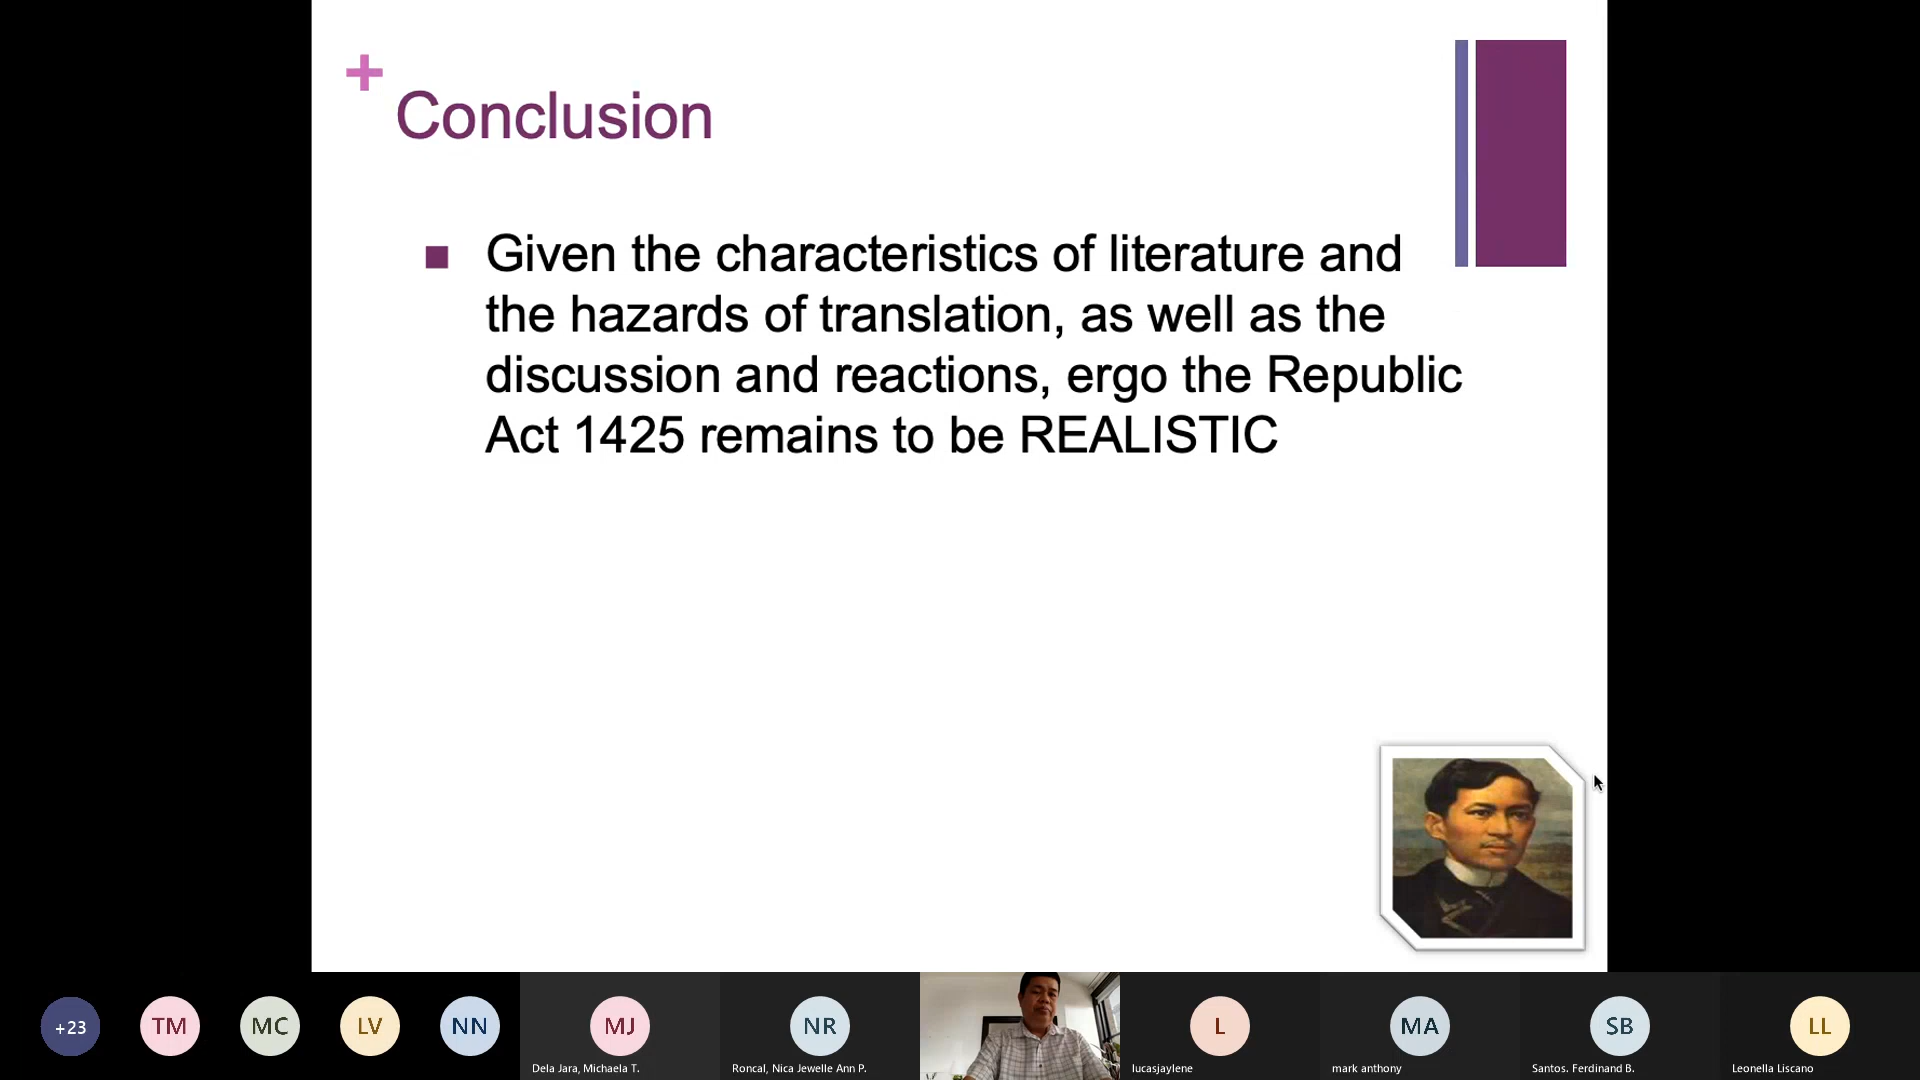 +
Conclusion
Given the characteristics of literature and
the hazards of translation, as well as the
discussion and reactions, ergo the Republic
Act 1425 remains to be REALISTIC
+23
TM
MC
LV
NN
MJ
Dela Jara, Michaela T.
NR
Roncal, Nica Jewelle Ann P.
L
lucasjaylene
MA
mark anthony
SB
Santos. Ferdinand B.
LL
Leonella Liscano